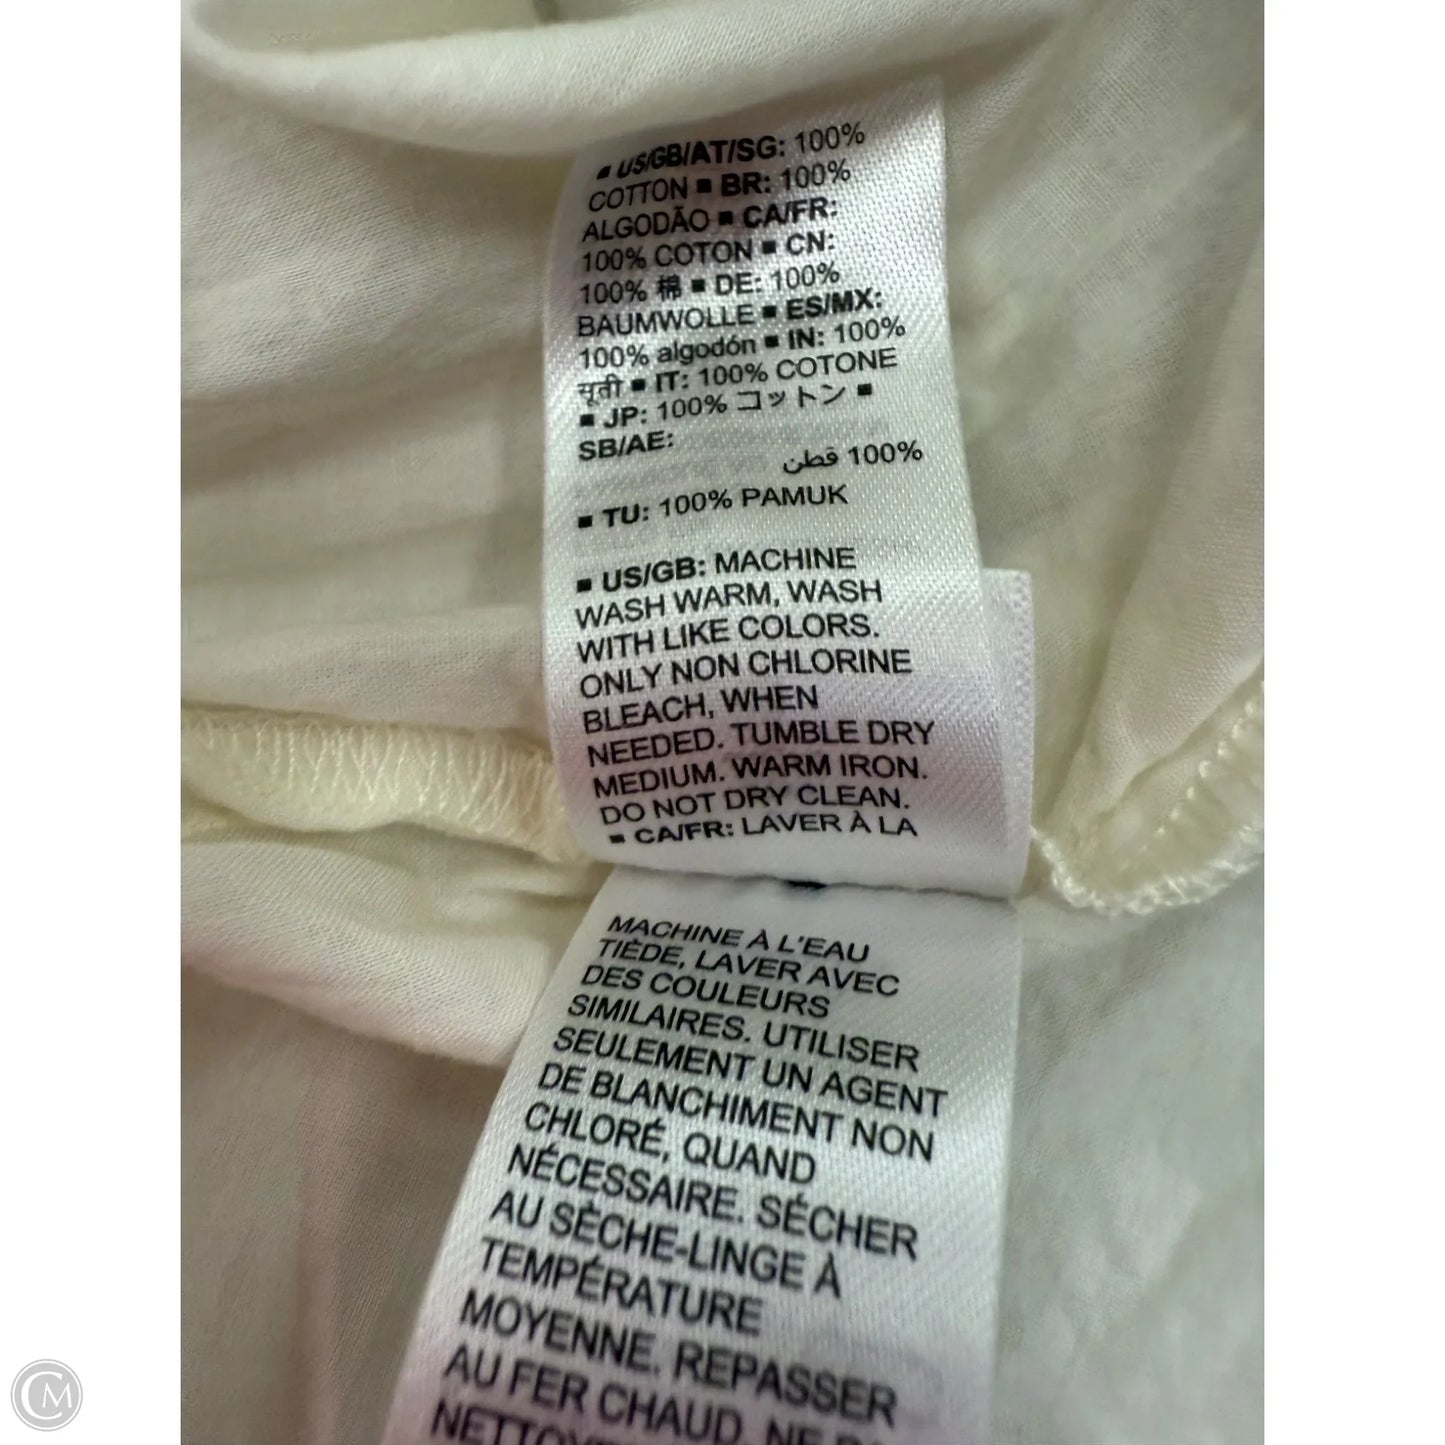 ■ US/GB/AT/SG: 100%
COTTON ■ BR: 100%
ALGODÃO ■ CA/FR:
100% COTON ■ CN:
100% 棉 ■ DE: 100%
BAUMWOLLE ■ ES/MX:
100% algodón ■ IN: 100%
सूती ■ IT: 100% COTONE
■ JP: 100% コットン ■
SB/AE:
100% قطن
■ TU: 100% PAMUK
■ US/GB: MACHINE
WASH WARM, WASH
WITH LIKE COLORS.
ONLY NON CHLORINE
BLEACH, WHEN
NEEDED. TUMBLE DRY
MEDIUM. WARM IRON.
DO NOT DRY CLEAN.
■ CA/FR: LAVER À LA
MACHINE À L'EAU
TIÈDE, LAVER AVEC
DES COULEURS
SIMILAIRES. UTILISER
SEULEMENT UN AGENT
DE BLANCHIMENT NON
CHLORÉ, QUAND
NÉCESSAIRE. SÉCHER
AU SÈCHE-LINGE À
TEMPÉRATURE
MOYENNE. REPASSER
AU FER CHAUD. NE
CM